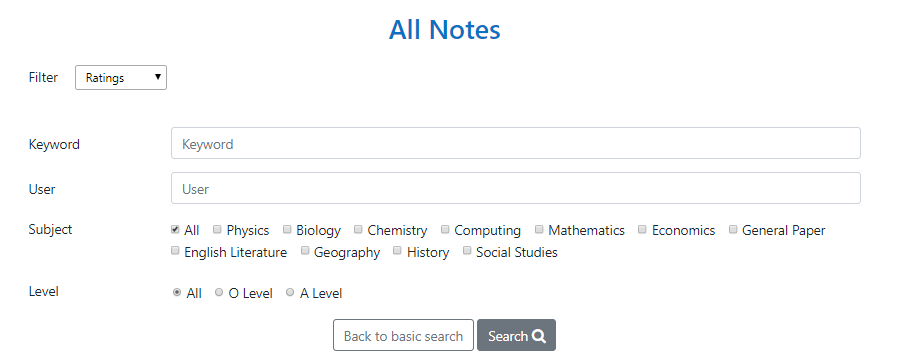 All Notes
Filter Ratings
Keyword Keyword
User User
Subject All Physics Biology Chemistry Computing Mathematics Economics General Paper
English Literature Geography History Social Studies
Level All O Level A Level
Back to basic search Search